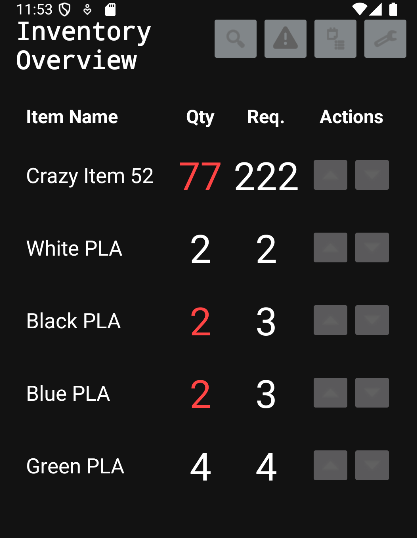 11:53
Inventory
Overview
Item Name Qty Req. Actions
Crazy Item 52 77 222
White PLA 2 2
Black PLA 2 3
Blue PLA 2 3
Green PLA 4 4